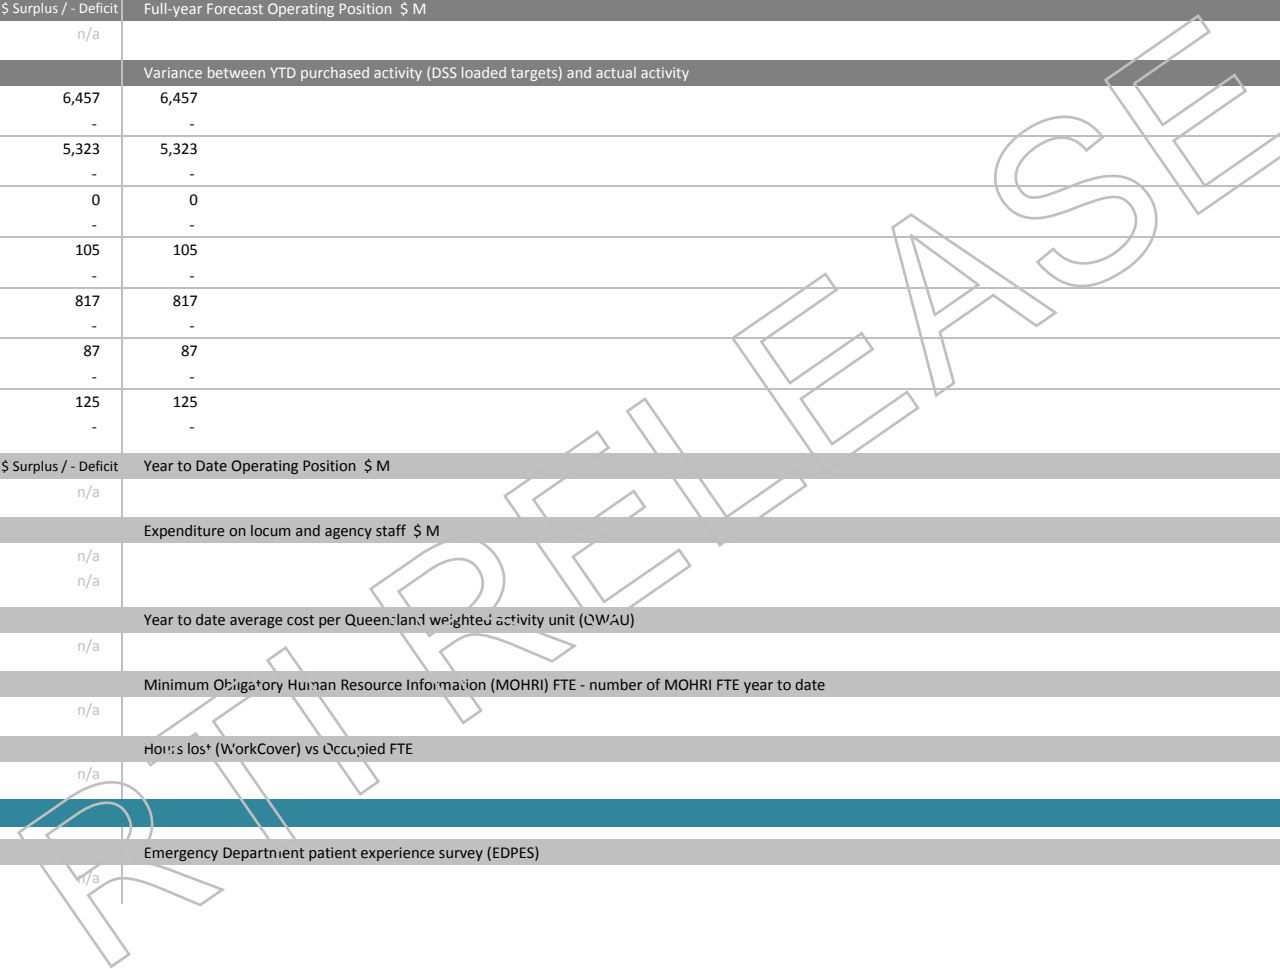 $ Surplus / - Deficit Full-year Forecast Operating Position $ M
n/a
Variance between YTD purchased activity (DSS loaded targets) and actual activity
6,457 6,457
- -
5,323 5,323
- -
0 0
- -
105 105
- -
817 817
- -
87 87
- -
125 125
- -
$ Surplus / - Deficit Year to Date Operating Position $ M
n/a
Expenditure on locum and agency staff $ M
n/a
n/a
Year to date average cost per Queensland weighted activity unit (QWAU)
n/a
Minimum Obligatory Human Resource Information (MOHRI) FTE - number of MOHRI FTE year to date
n/a
Hours lost (WorkCover) vs Occupied FTE
n/a
Emergency Department patient experience survey (EDPES)
n/a
RTI RELEASE